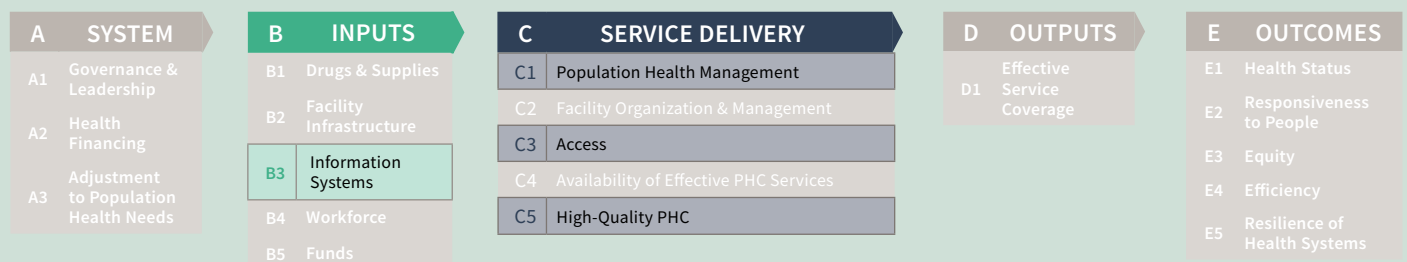 A SYSTEM
A1 Governance &
Leadership
A2 Health
Financing
A3 Adjustment
to Population
Health Needs
B INPUTS
B1 Drugs & Supplies
B2 Facility
Infrastructure
B3 Information
Systems
B4 Workforce
B5 Funds
C SERVICE DELIVERY
C1 Population Health Management
C2 Facility Organization & Management
C3 Access
C4 Availability of Effective PHC Services
C5 High-Quality PHC
D OUTPUTS
D1 Effective
Service
Coverage
E OUTCOMES
E1 Health Status
E2 Responsiveness
to People
E3 Equity
E4 Efficiency
E5 Resilience of
Health Systems